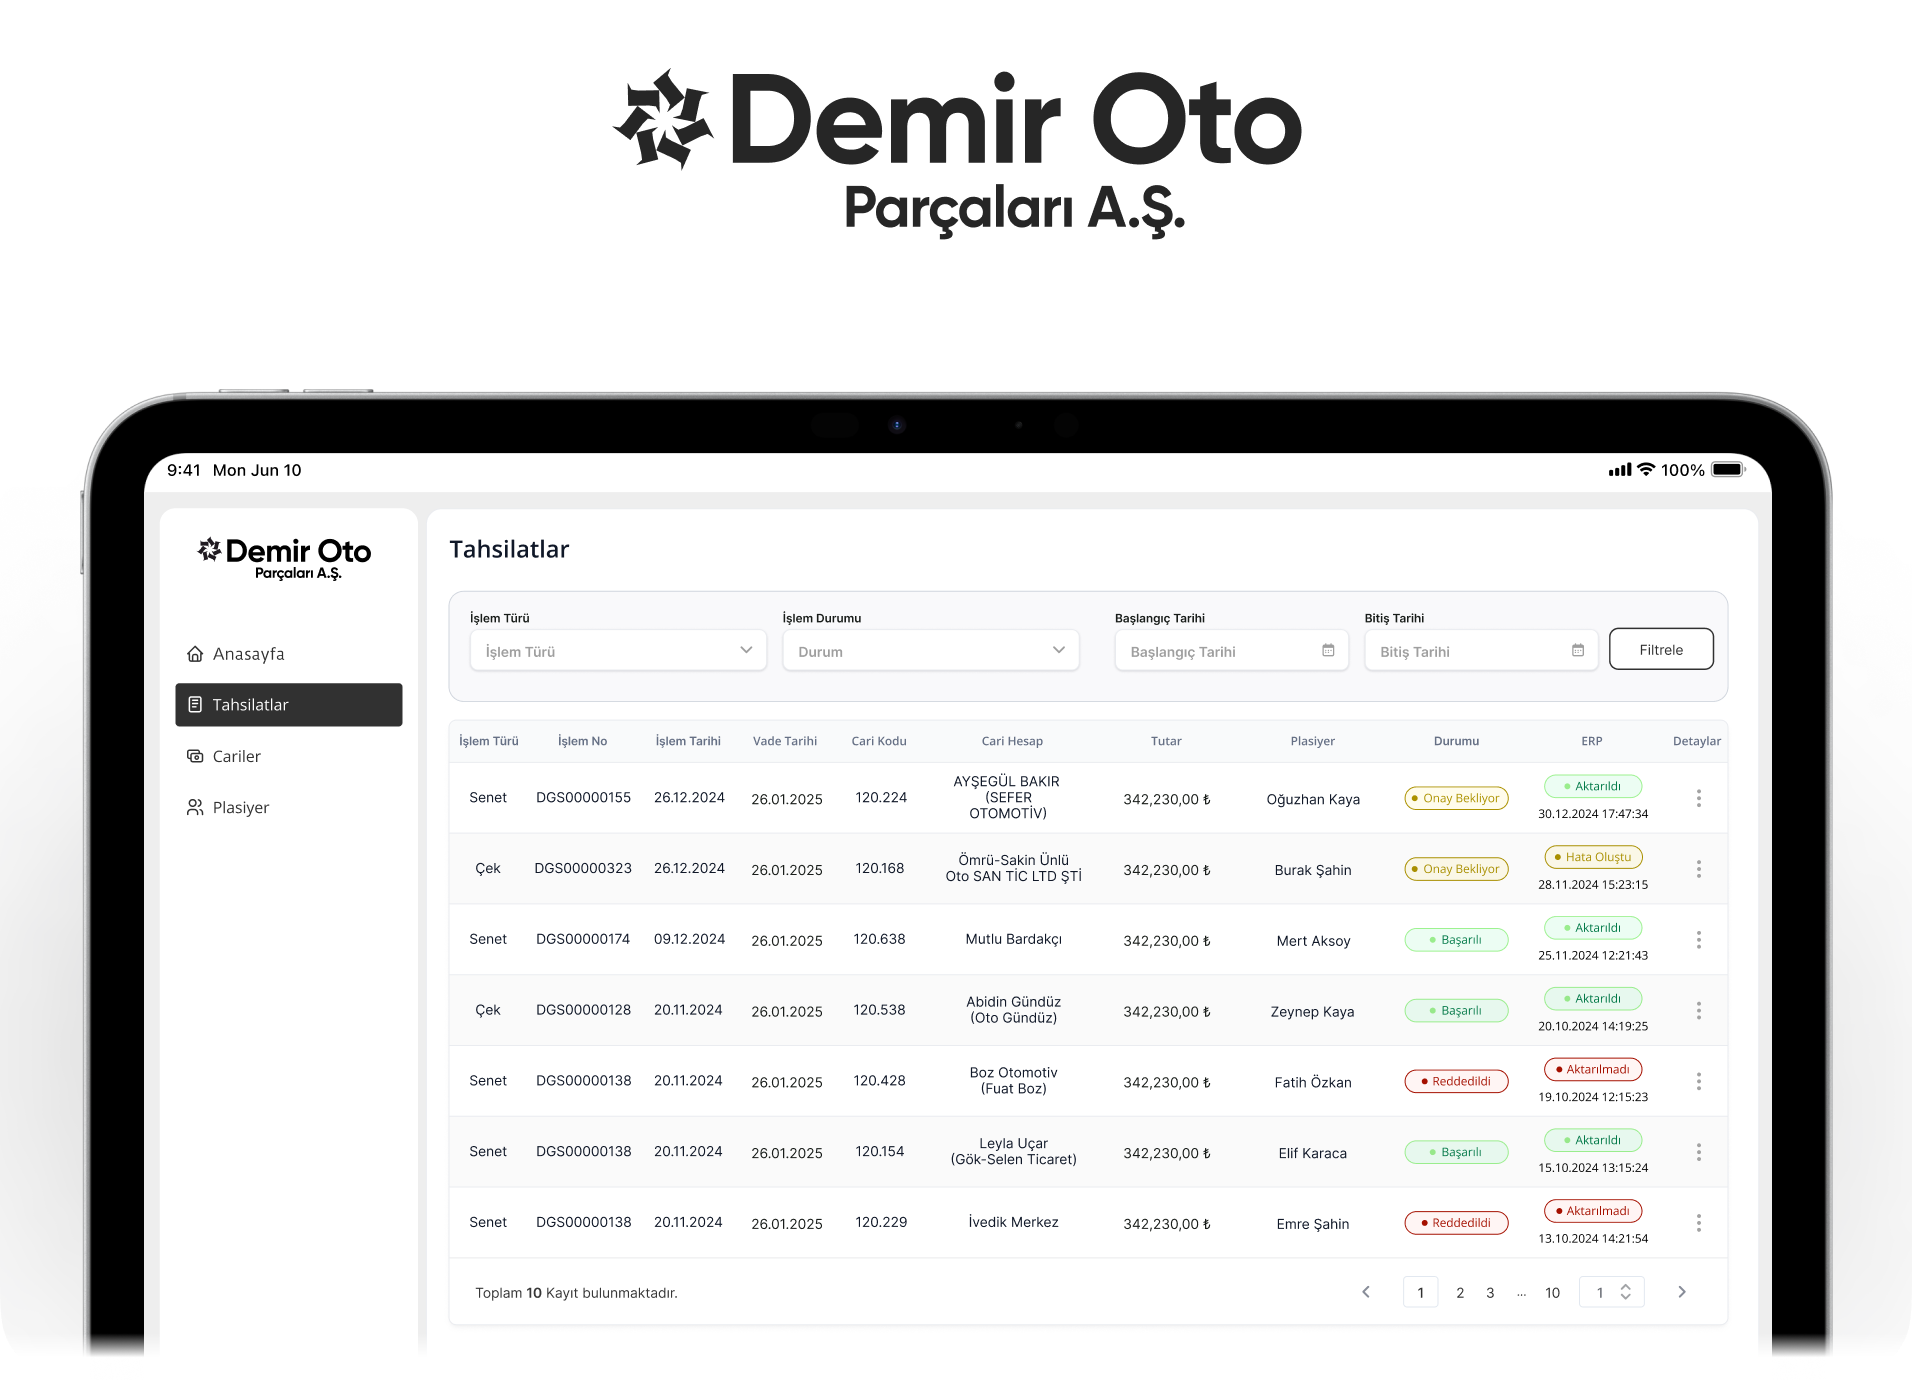 Demir Oto
Parçaları A.Ş.
9:41 Mon Jun 10
100%
Demir Oto
Parçaları A.Ş.
Anasayfa
Tahsilatlar
Cariler
Plasiyer
Tahsilatlar
İşlem Türü İşlem Durumu Başlangıç Tarihi Bitiş Tarihi
İşlem Türü Durum Başlangıç Tarihi Bitiş Tarihi Filtrele
İşlem Türü İşlem No İşlem Tarihi Vade Tarihi Cari Kodu Cari Hesap Tutar Plasiyer Durumu ERP Detaylar
Senet DGS00000155 26.12.2024 26.01.2025 120.224 AYŞEGÜL BAKIR
(SEFER
OTOMOTİV) 342,230,00 ₺ Oğuzhan Kaya Onay Bekliyor Aktarıldı
30.12.2024 17:47:34
Çek DGS00000323 26.12.2024 26.01.2025 120.168 Ömrü-Sakin Ünlü
Oto SAN TİC LTD ŞTİ 342,230,00 ₺ Burak Şahin Onay Bekliyor Hata Oluştu
28.11.2024 15:23:15
Senet DGS00000174 09.12.2024 26.01.2025 120.638 Mutlu Bardakçı 342,230,00 ₺ Mert Aksoy Başarılı Aktarıldı
25.11.2024 12:21:43
Çek DGS00000128 20.11.2024 26.01.2025 120.538 Abidin Gündüz
(Oto Gündüz) 342,230,00 ₺ Zeynep Kaya Başarılı Aktarıldı
20.10.2024 14:19:25
Senet DGS00000138 20.11.2024 26.01.2025 120.428 Boz Otomotiv
(Fuat Boz) 342,230,00 ₺ Fatih Özkan Reddedildi Aktarılmadı
19.10.2024 12:15:23
Senet DGS00000138 20.11.2024 26.01.2025 120.154 Leyla Uçar
(Gök-Selen Ticaret) 342,230,00 ₺ Elif Karaca Başarılı Aktarıldı
15.10.2024 13:15:24
Senet DGS00000138 20.11.2024 26.01.2025 120.229 İvedik Merkez 342,230,00 ₺ Emre Şahin Reddedildi Aktarılmadı
13.10.2024 14:21:54
Toplam 10 Kayıt bulunmaktadır. 1 2 3 ... 10 1